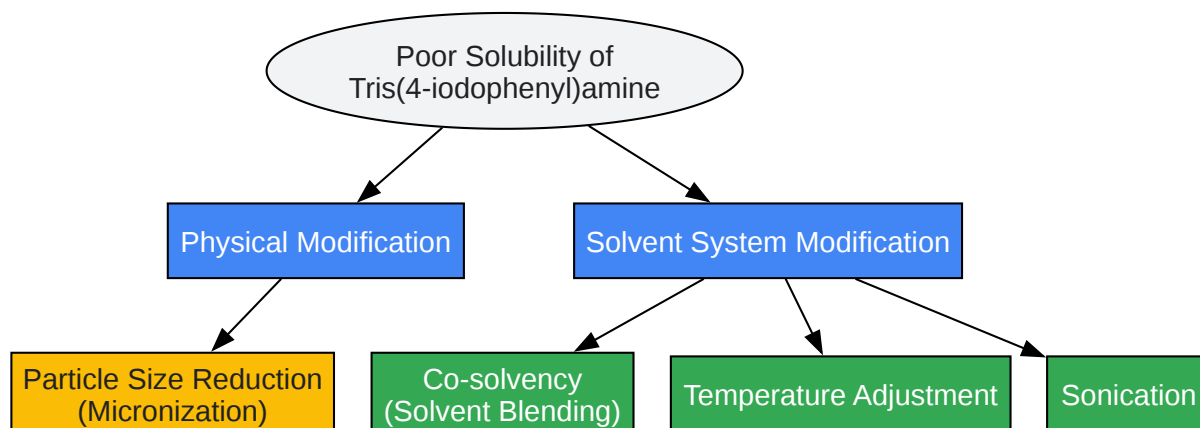 Poor Solubility of
Tris(4-iodophenyl)amine
Physical Modification
Solvent System Modification
Particle Size Reduction
(Micronization)
Co-solvency
(Solvent Blending)
Temperature Adjustment
Sonication